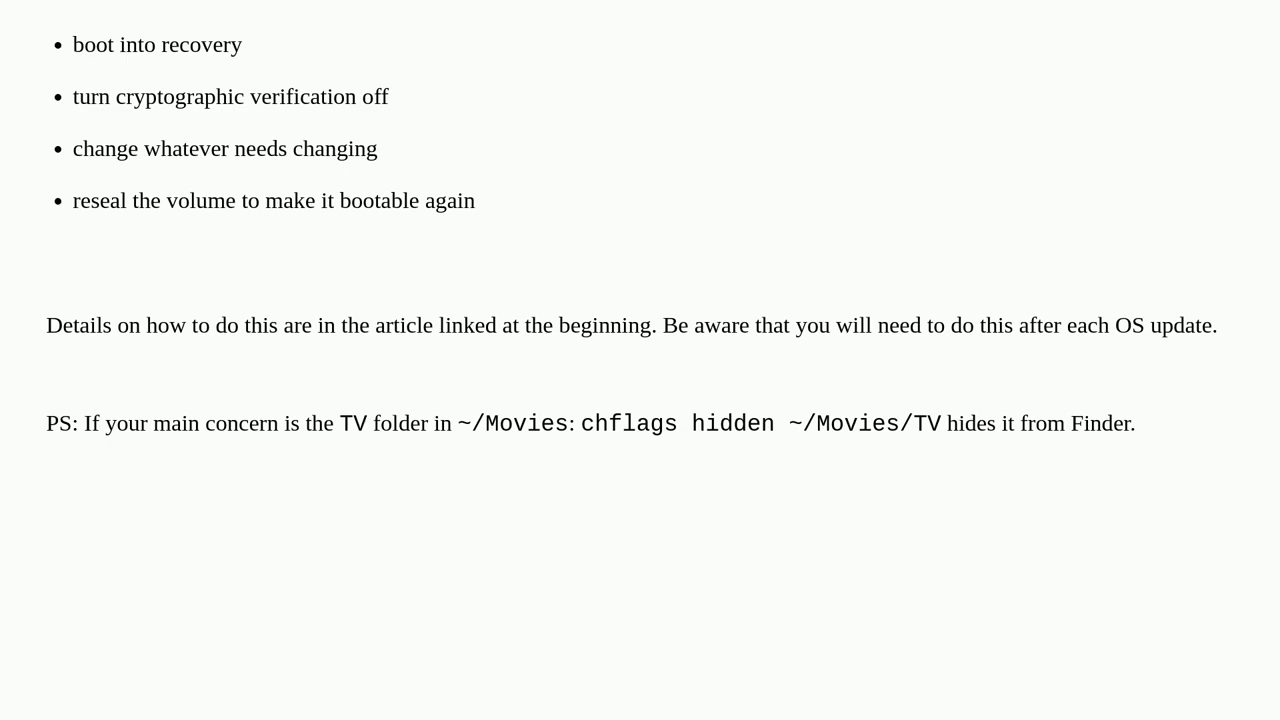 • boot into recovery
• turn cryptographic verification off
• change whatever needs changing
• reseal the volume to make it bootable again
Details on how to do this are in the article linked at the beginning. Be aware that you will need to do this after each OS update.
PS: If your main concern is the TV folder in ~/Movies: chflags hidden ~/Movies/TV hides it from Finder.